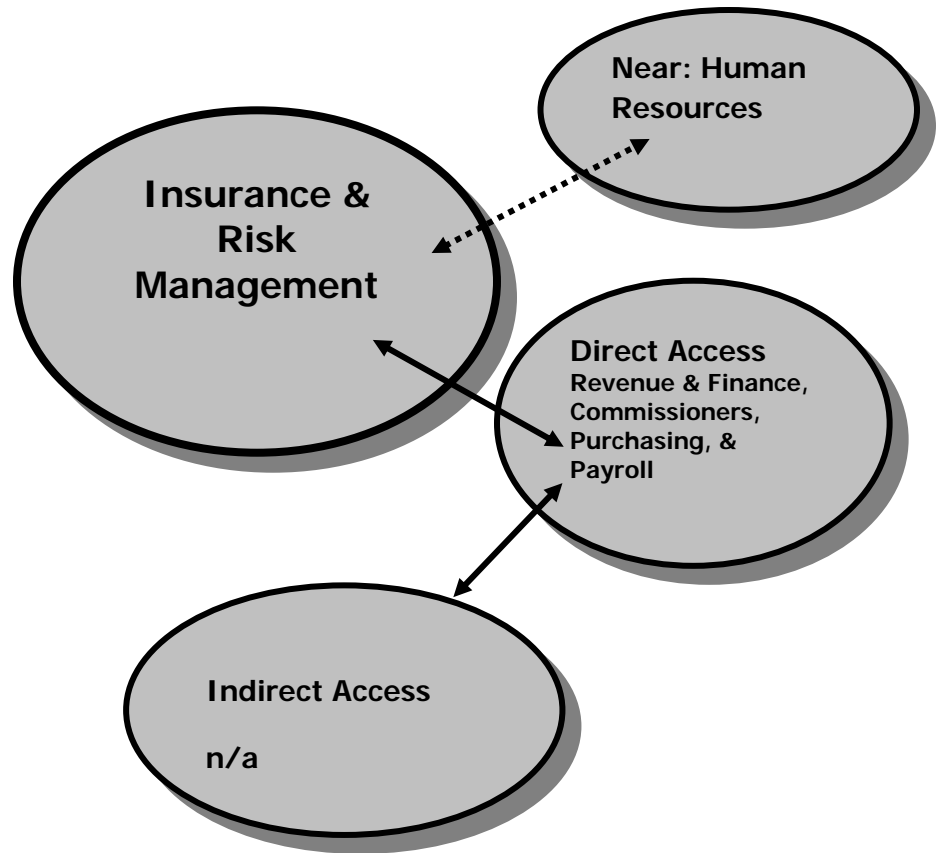 Near: Human
Resources
Insurance &
Risk
Management
Direct Access
Revenue & Finance,
Commissioners,
Purchasing, &
Payroll
Indirect Access
n/a